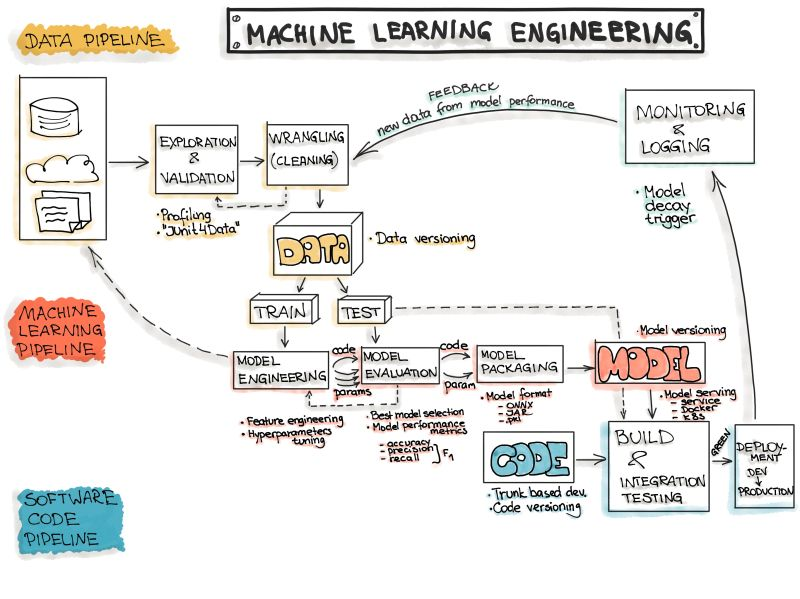 MACHINE LEARNING ENGINEERING
DATA PIPELINE
EXPLORATION
&
VALIDATION
• Profiling
• "JUnit4Data"
WRANGLING
(CLEANING)
FEEDBACK
new data from model performance
MONITORING
&
LOGGING
• Model
decay
trigger
DATA
• Data versioning
TRAIN
TEST
MACHINE
LEARNING
PIPELINE
MODEL
ENGINEERING
code
params
MODEL
EVALUATION
code
param
MODEL
PACKAGING
• Model versioning
MODEL
• Feature engineering
• Hyperparameters
tuning
• Best model selection
• Model performance
metrics
- accuracy
- precision
- recall
F1
• Model format
- ONNX
- JAR
- .pkl
• Model serving
- service
- Docker
- K8S
CODE
• Trunk based dev.
• Code versioning
BUILD
&
INTEGRATION
TESTING
GREEN
DEPLOY-
MENT
DEV
↓
PRODUCTION
SOFTWARE
CODE
PIPELINE